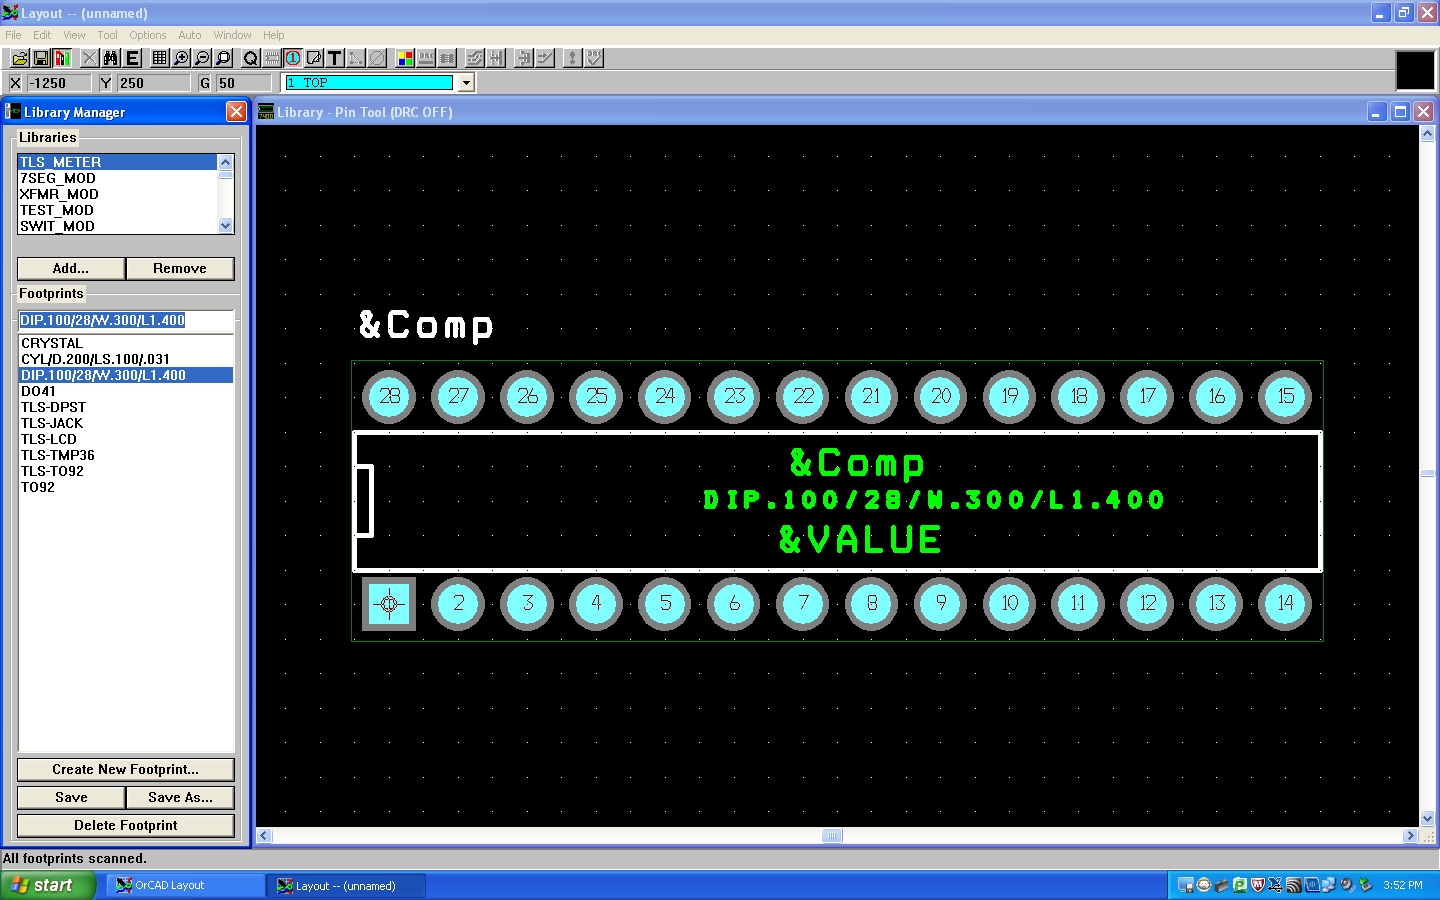 Layout -- (unnamed)
File Edit View Tool Options Auto Window Help
X -1250 Y 250 G 50 1 TOP
Library Manager
Libraries
TLS_METER
7SEG_MOD
XFMR_MOD
TEST_MOD
SWIT_MOD
Add... Remove
Footprints
DIP.100/28/W.300/L1.400
CRYSTAL
CYL/D.200/LS.100/.031
DIP.100/28/W.300/L1.400
DO41
TLS-DPST
TLS-JACK
TLS-LCD
TLS-TMP36
TLS-TO92
TO92
Create New Footprint...
Save Save As...
Delete Footprint
Library - Pin Tool (DRC OFF)
&Comp
28 27 26 25 24 23 22 21 20 19 18 17 16 15
&Comp
DIP.100/28/W.300/L1.400
&VALUE
2 3 4 5 6 7 8 9 10 11 12 13 14
All footprints scanned.
start OrCAD Layout Layout -- (unnamed) 3:52 PM